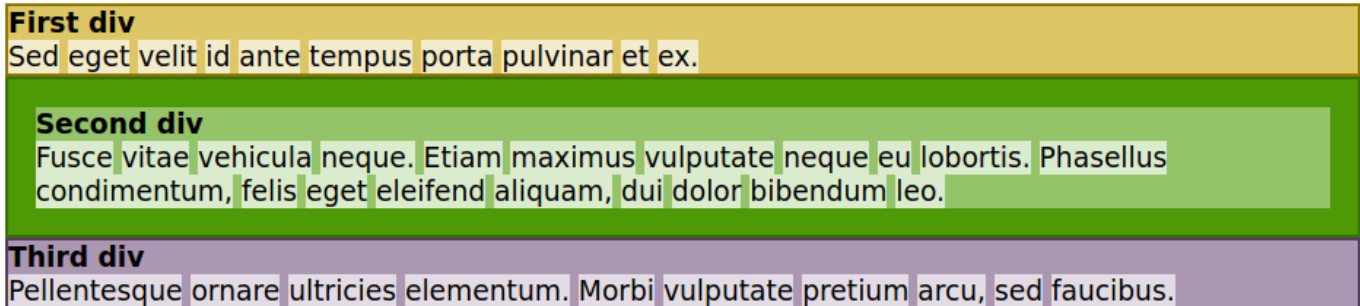 First div
Sed eget velit id ante tempus porta pulvinar et ex.
Second div
Fusce vitae vehicula neque. Etiam maximus vulputate neque eu lobortis. Phasellus
condimentum, felis eget eleifend aliquam, dui dolor bibendum leo.
Third div
Pellentesque ornare ultricies elementum. Morbi vulputate pretium arcu, sed faucibus.